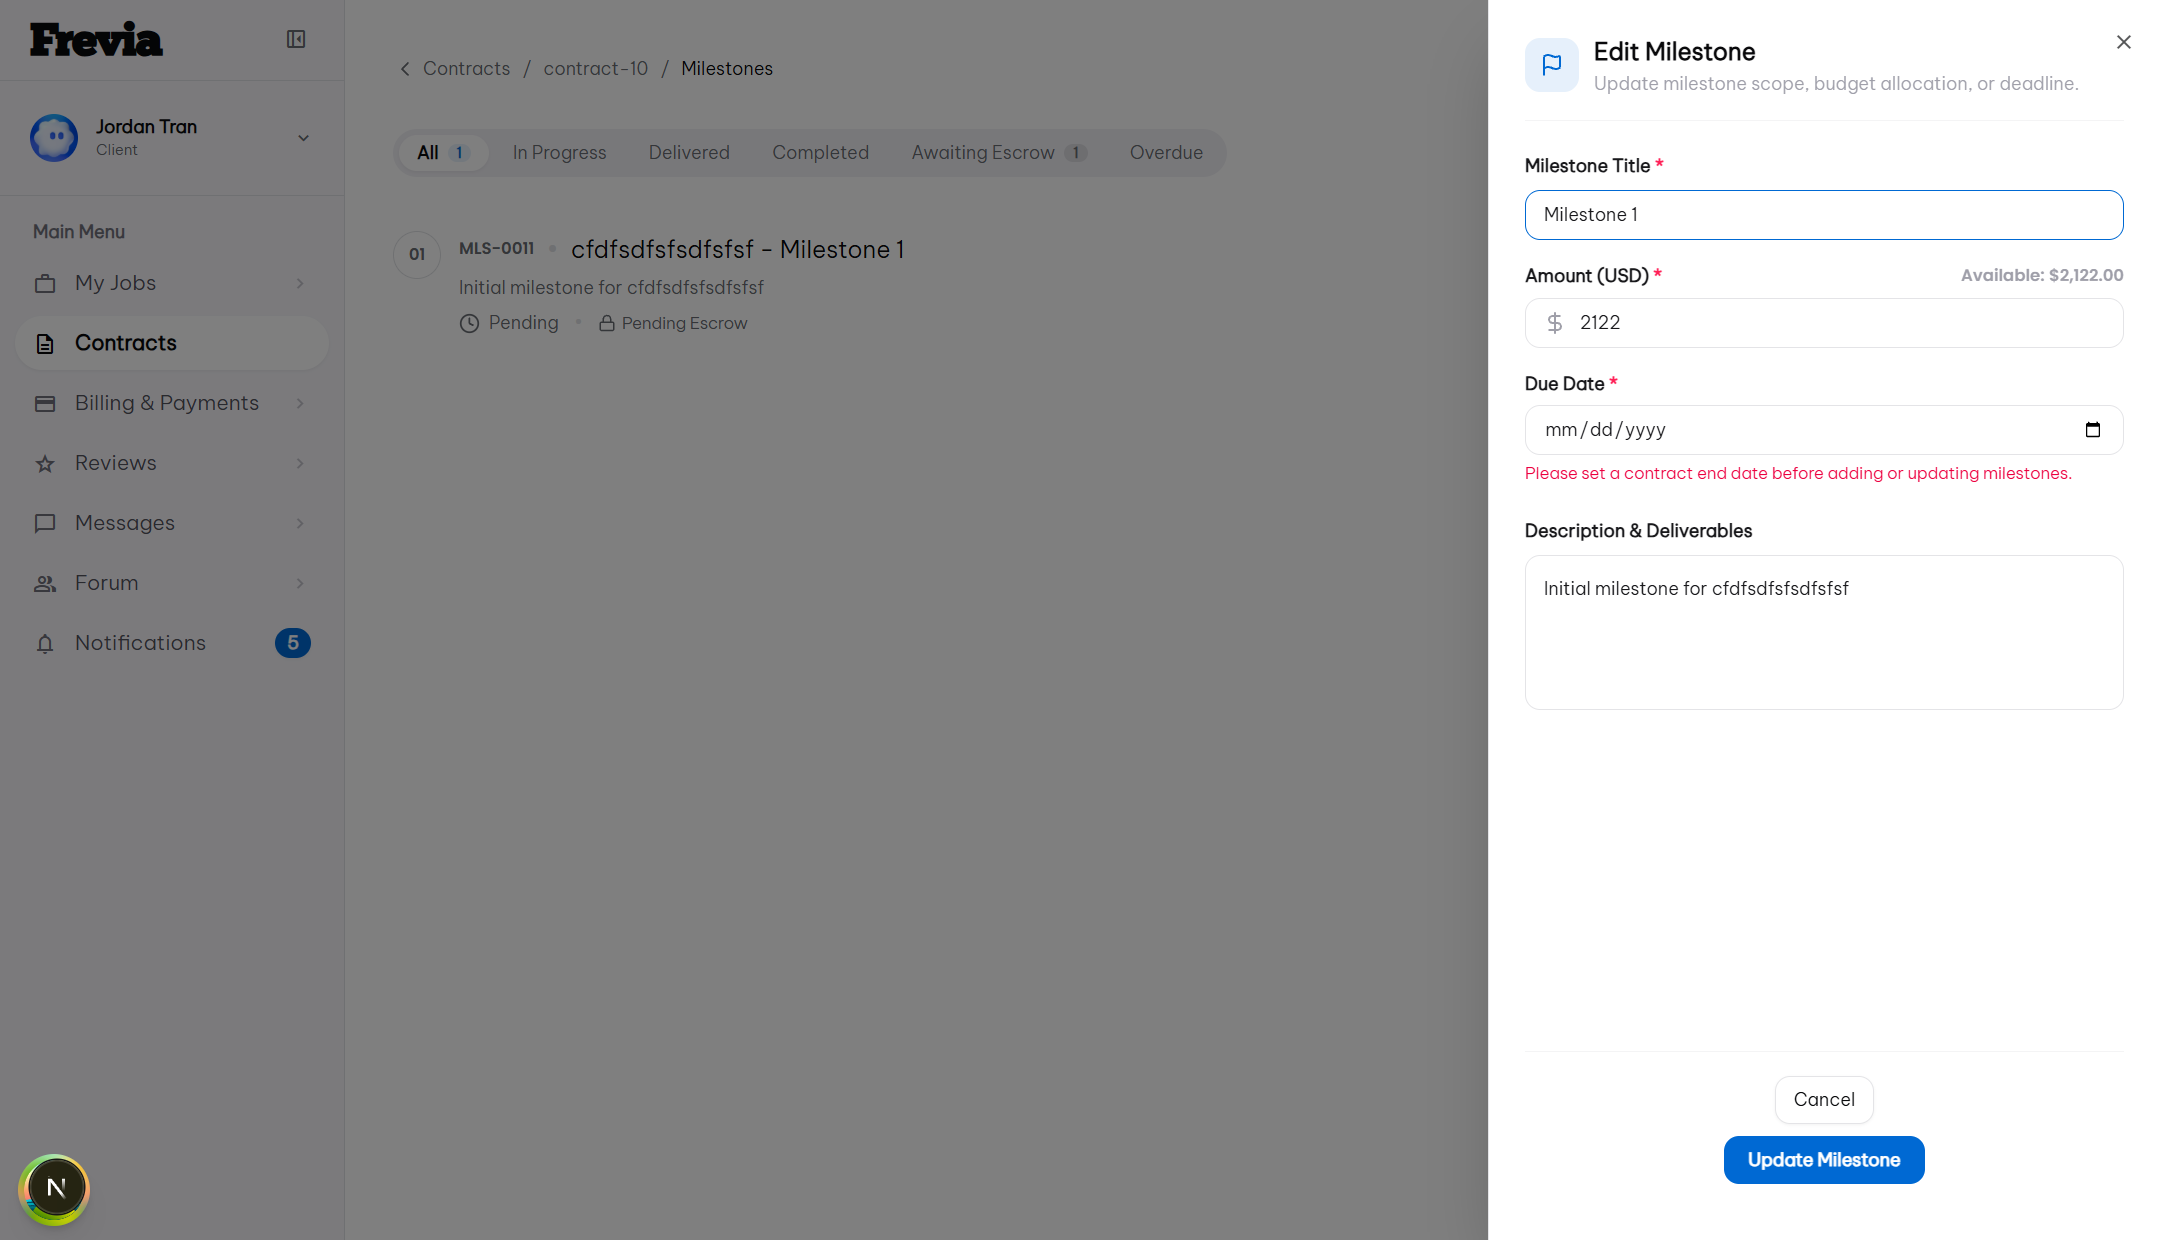 Frevia
Jordan Tran
Client
Main Menu
My Jobs
Contracts
Billing & Payments
Reviews
Messages
Forum
Notifications 5
N
Contracts / contract-10 / Milestones
All 1 In Progress Delivered Completed Awaiting Escrow 1 Overdue
01 MLS-0011 • cfdfsdfsfsdfsfsf - Milestone 1
Initial milestone for cfdfsdfsfsdfsfsf
Pending • Pending Escrow
Edit Milestone
Update milestone scope, budget allocation, or deadline.
Milestone Title *
Milestone 1
Amount (USD) * Available: $2,122.00
$ 2122
Due Date *
mm/dd/yyyy
Please set a contract end date before adding or updating milestones.
Description & Deliverables
Initial milestone for cfdfsdfsfsdfsfsf
Cancel
Update Milestone